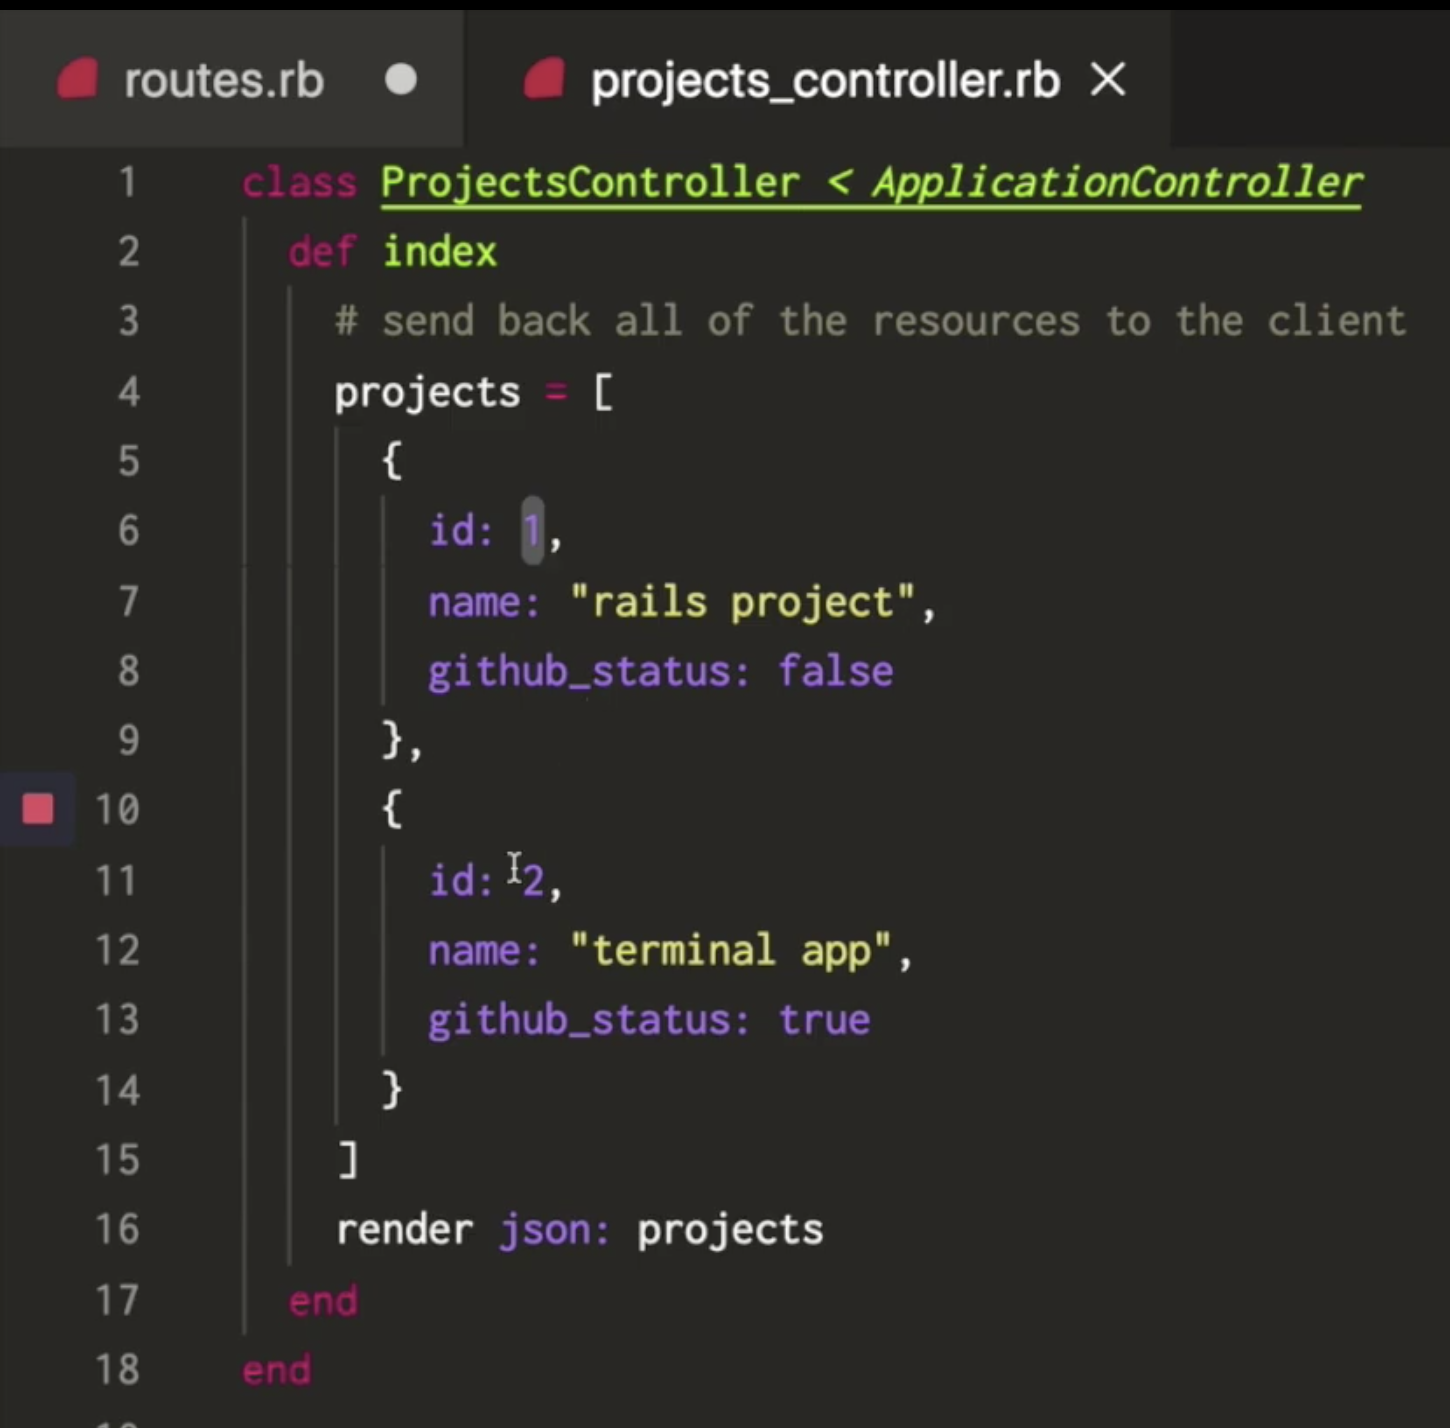 routes.rb
projects_controller.rb
1 class ProjectsController < ApplicationController
2 def index
3 # send back all of the resources to the client
4 projects = [
5 {
6 id: 1,
7 name: "rails project",
8 github_status: false
9 },
10 {
11 id: 2,
12 name: "terminal app",
13 github_status: true
14 }
15 ]
16 render json: projects
17 end
18 end